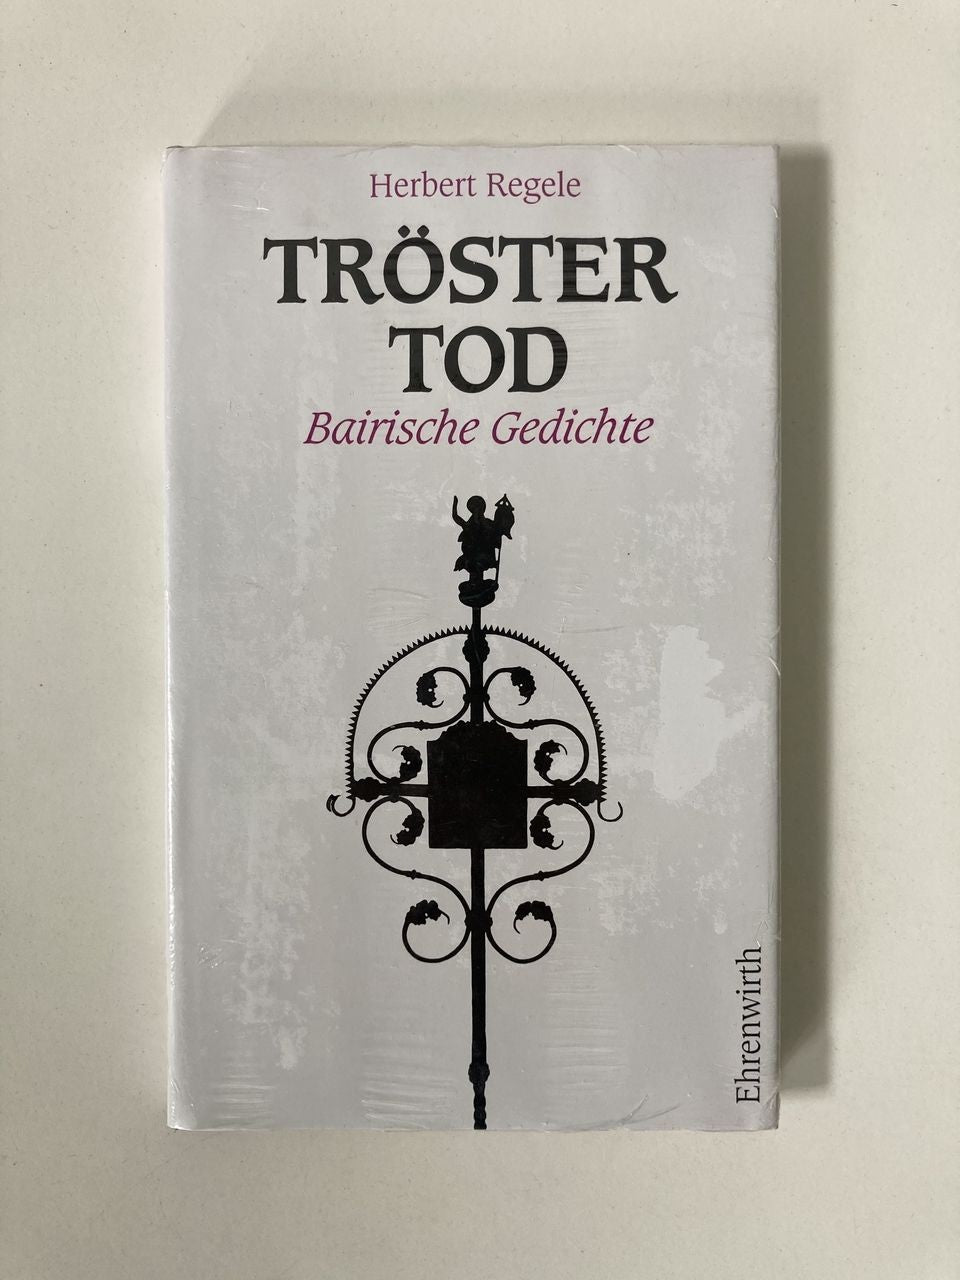 Herbert Regele
TRÖSTER
TOD
Bairische Gedichte
Ehrenwirth